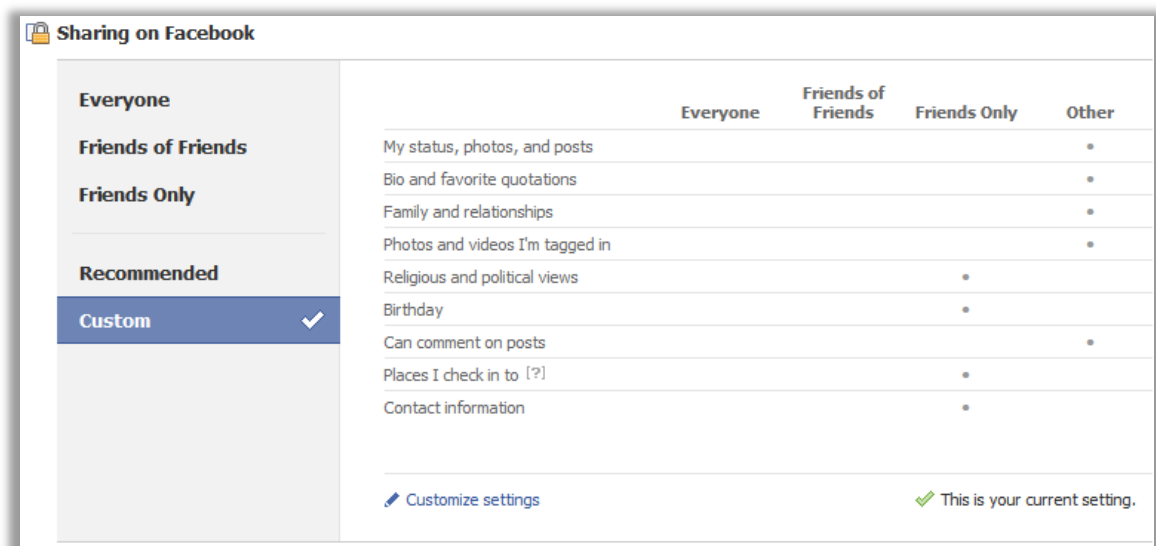 Sharing on Facebook
Everyone
Friends of Friends
Friends Only
Recommended
Custom
Everyone Friends of Friends Friends Only Other
My status, photos, and posts
Bio and favorite quotations
Family and relationships
Photos and videos I'm tagged in
Religious and political views
Birthday
Can comment on posts
Places I check in to [?]
Contact information
Customize settings
This is your current setting.